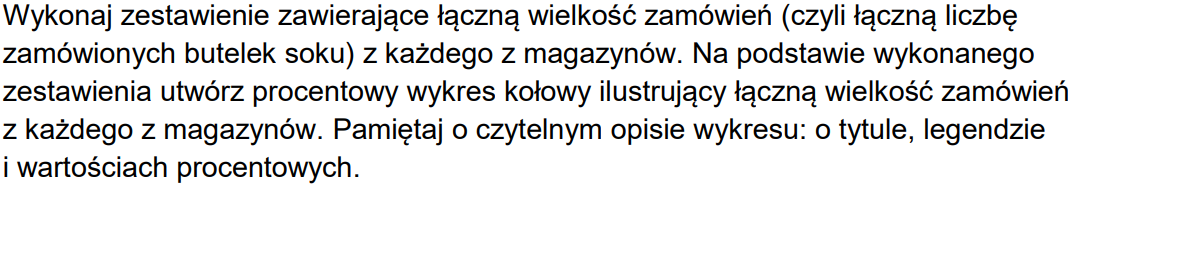 Wykonaj zestawienie zawierające łączną wielkość zamówień (czyli łączną liczbę
zamówionych butelek soku) z każdego z magazynów. Na podstawie wykonanego
zestawienia utwórz procentowy wykres kołowy ilustrujący łączną wielkość zamówień
z każdego z magazynów. Pamiętaj o czytelnym opisie wykresu: o tytule, legendzie
i wartościach procentowych.